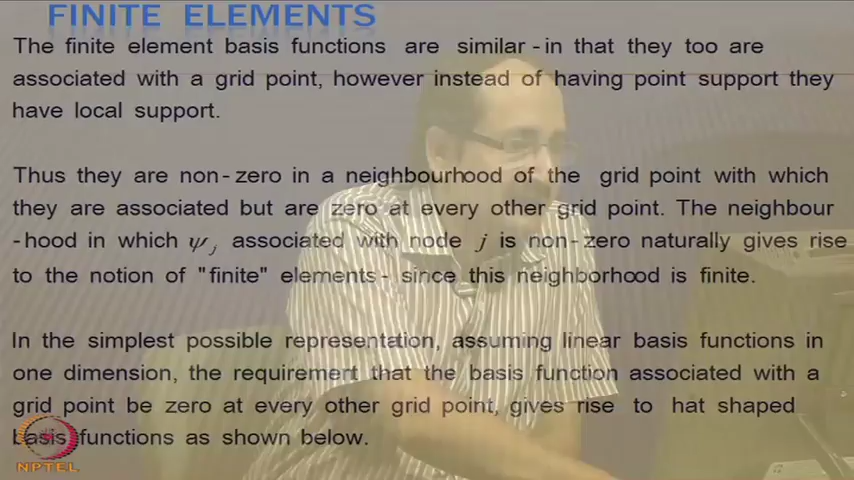 FINITE ELEMENTS
The finite element basis functions are similar - in that they too are
associated with a grid point, however instead of having point support they
have local support.
Thus they are non-zero in a neighbourhood of the grid point with which
they are associated but are zero at every other grid point. The neighbour
-hood in which ψj associated with node j is non-zero naturally gives rise
to the notion of "finite" elements - since this neighborhood is finite.
In the simplest possible representation, assuming linear basis functions in
one dimension, the requirement that the basis function associated with a
grid point be zero at every other grid point, gives rise to hat shaped
basis functions as shown below.
NPTEL